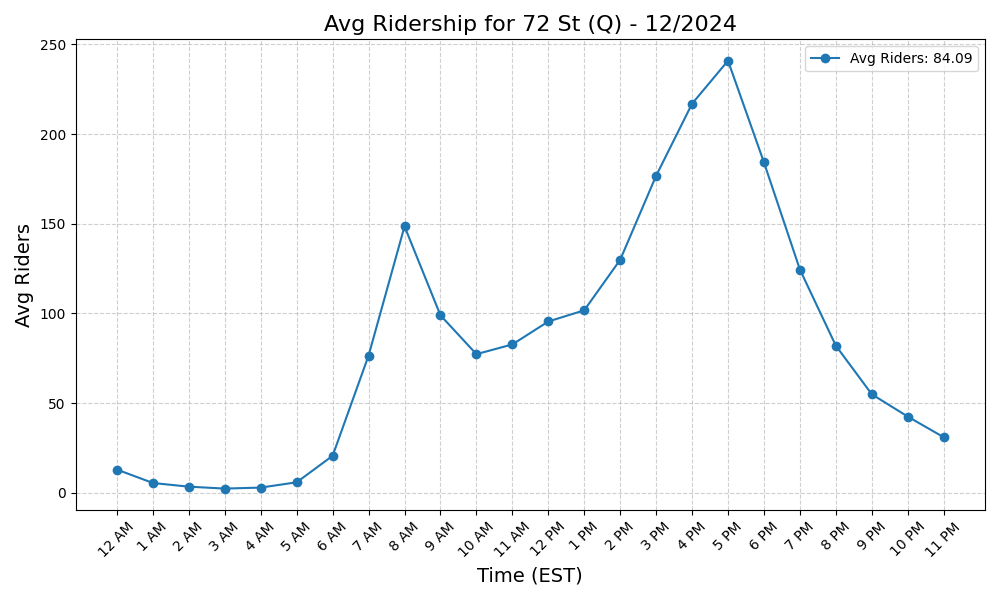 Avg Ridership for 72 St (Q) - 12/2024
Avg Riders: 84.09
Avg Riders
250
200
150
100
50
0
12 AM
1 AM
2 AM
3 AM
4 AM
5 AM
6 AM
7 AM
8 AM
9 AM
10 AM
11 AM
12 PM
1 PM
2 PM
3 PM
4 PM
5 PM
6 PM
7 PM
8 PM
9 PM
10 PM
11 PM
Time (EST)